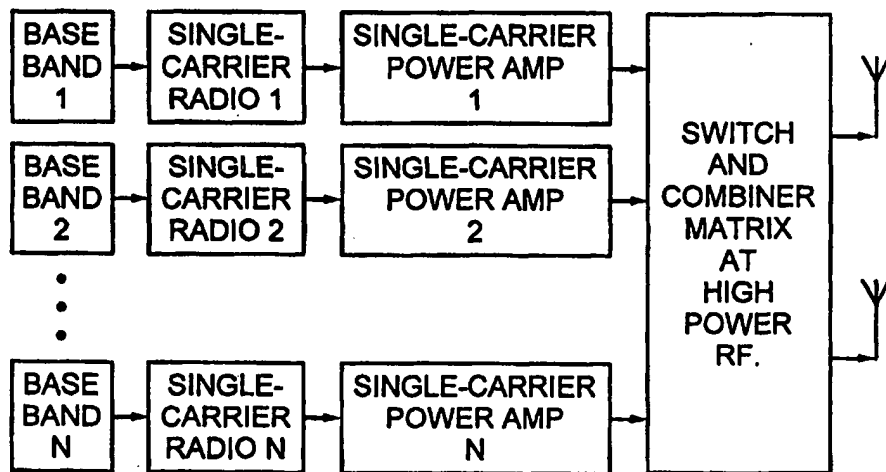 BASE
BAND
1
SINGLE-
CARRIER
RADIO 1
SINGLE-CARRIER
POWER AMP
1
BASE
BAND
2
SINGLE-
CARRIER
RADIO 2
SINGLE-CARRIER
POWER AMP
2
BASE
BAND
N
SINGLE-
CARRIER
RADIO N
SINGLE-CARRIER
POWER AMP
N
SWITCH
AND
COMBINER
MATRIX
AT
HIGH
POWER
RF.